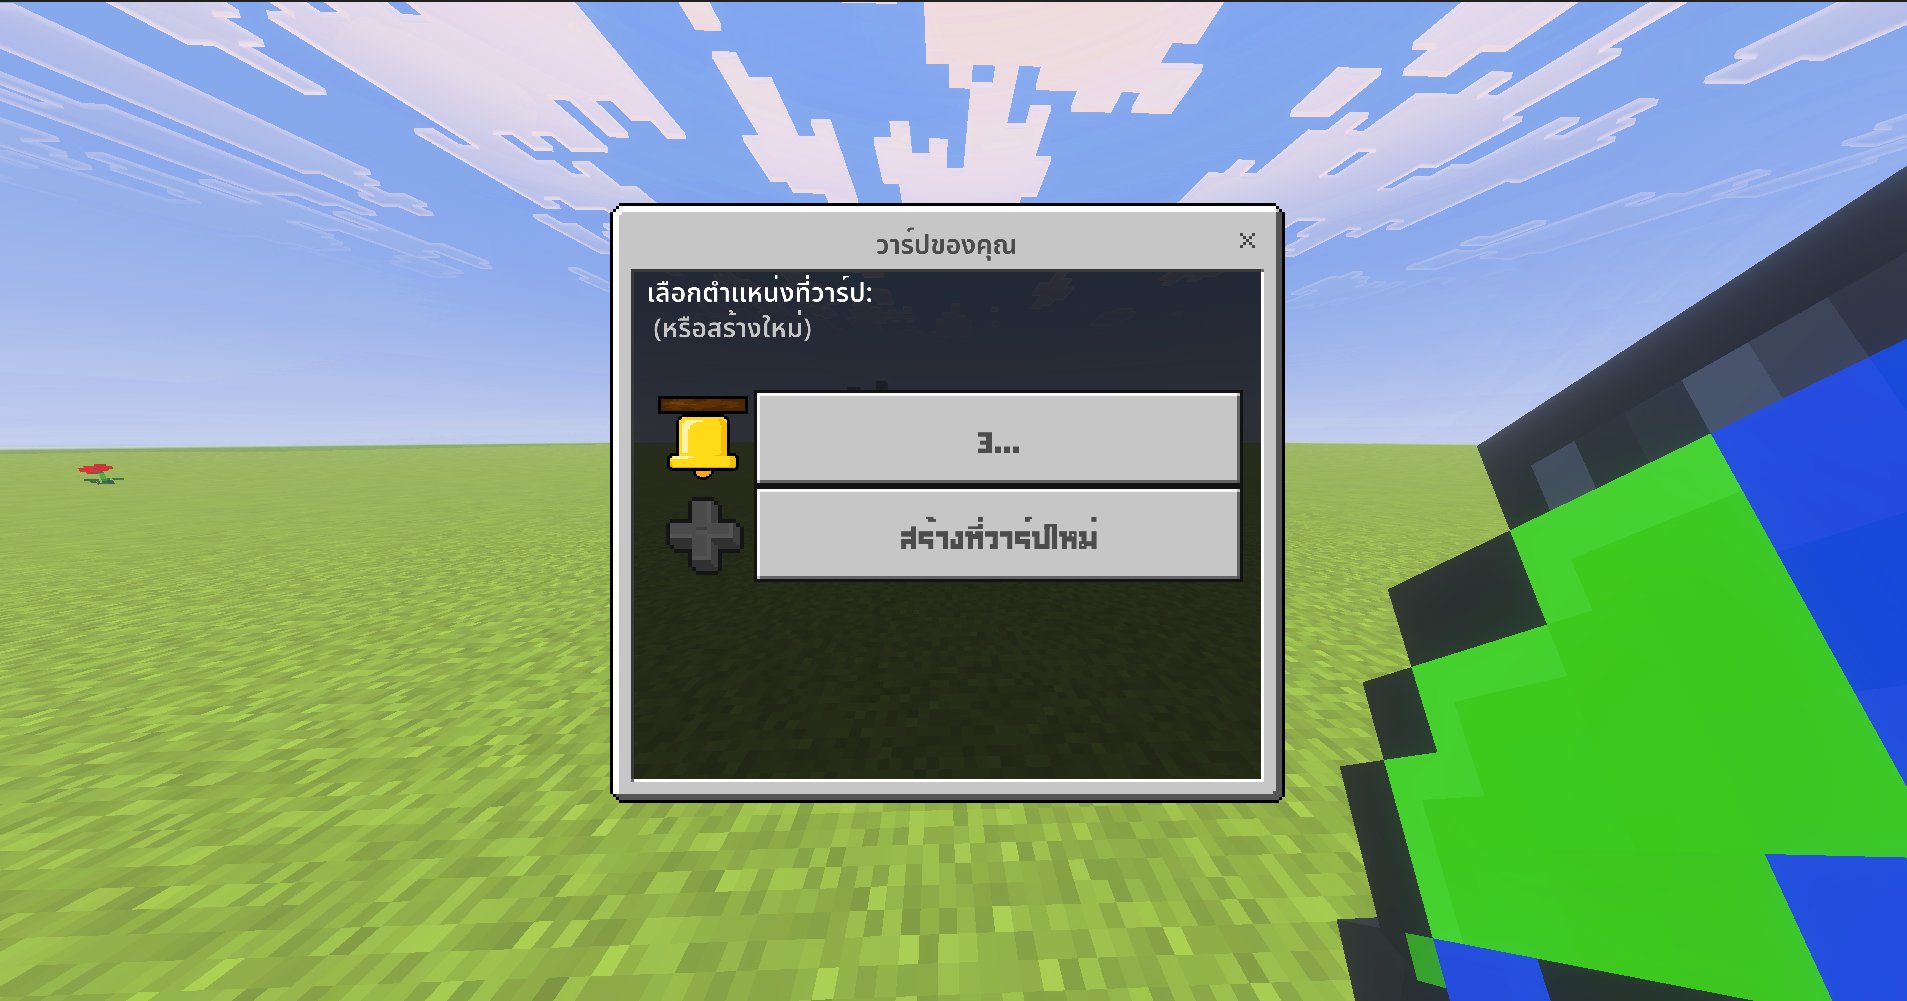 วาร์ปของคุณ
เลือกตำแหน่งที่วาร์ป:
(หรือสร้างใหม่)
วิ...
สร้างที่วาร์ปใหม่